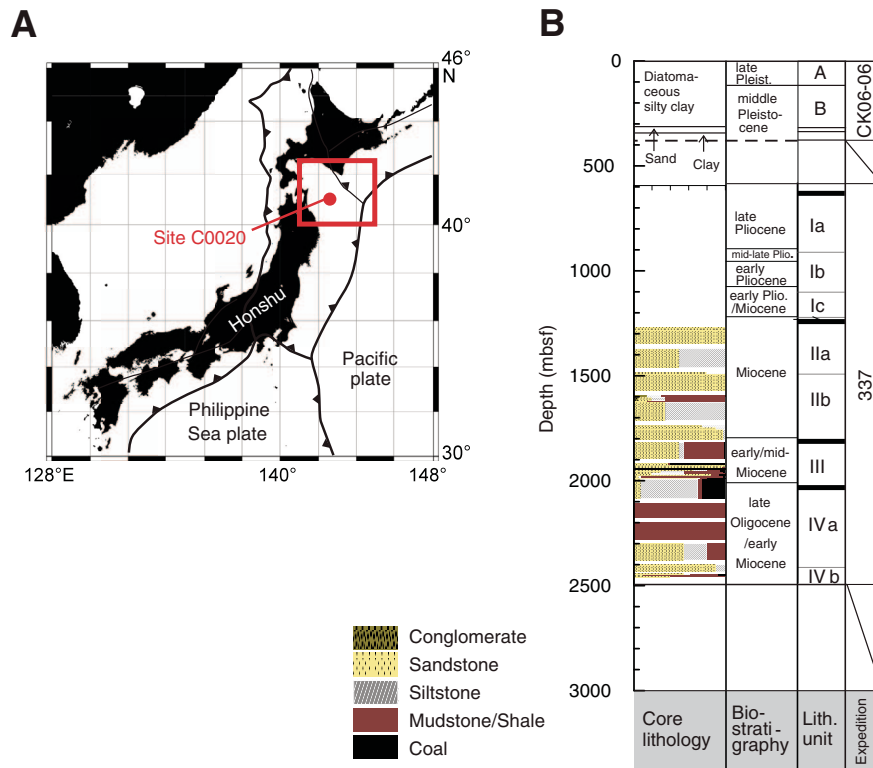 A
46°
N
Site C0020
40°
Honshu
Pacific
plate
Philippine
Sea plate
30°
128°E
140°
148°
Conglomerate
Sandstone
Siltstone
Mudstone/Shale
Coal
B
0
500
1000
1500
2000
2500
3000
Depth (mbsf)
Diatoma-
ceous
silty clay
Sand
Clay
late
Pleist.
middle
Pleisto-
cene
late
Pliocene
mid-late Plio.
early
Pliocene
early Plio.
/Miocene
Miocene
early/mid-
Miocene
late
Oligocene
/early
Miocene
A
B
Ia
Ib
Ic
IIa
IIb
III
IVa
IV b
CK06-06
337
Core
lithology
Bio-
strati-
graphy
Lith.
unit
Expedition